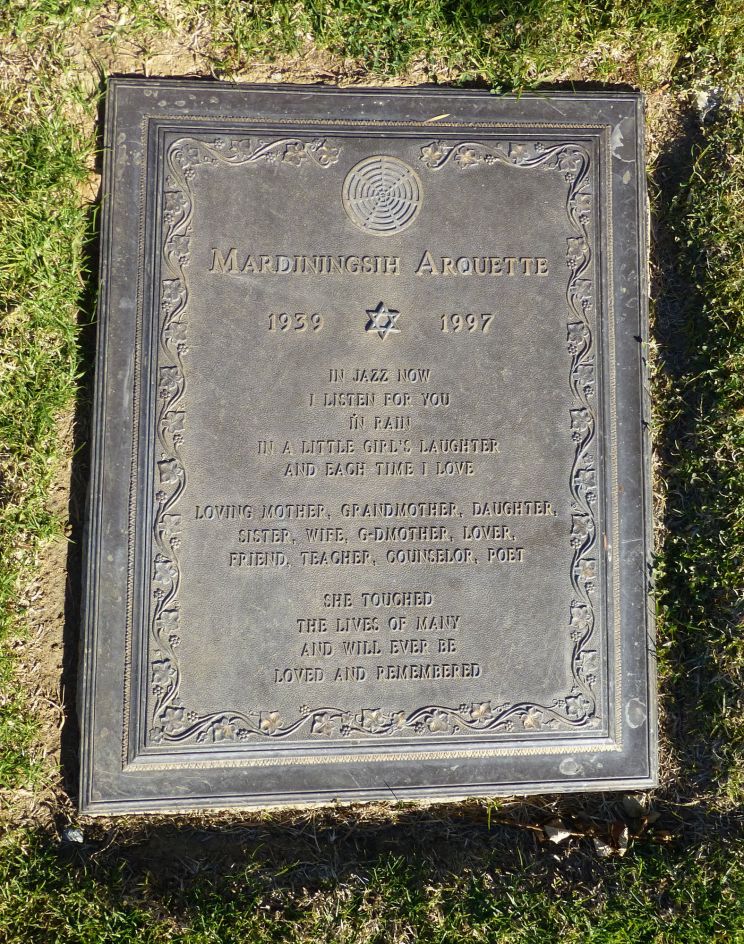 MARDININGSIH ARQUETTE
1939 1997
IN JAZZ NOW
I LISTEN FOR YOU
IN RAIN
IN A LITTLE GIRL'S LAUGHTER
AND EACH TIME I LOVE
LOVING MOTHER, GRANDMOTHER, DAUGHTER,
SISTER, WIFE, G-DMOTHER, LOVER,
FRIEND, TEACHER, COUNSELOR, POET
SHE TOUCHED
THE LIVES OF MANY
AND WILL EVER BE
LOVED AND REMEMBERED